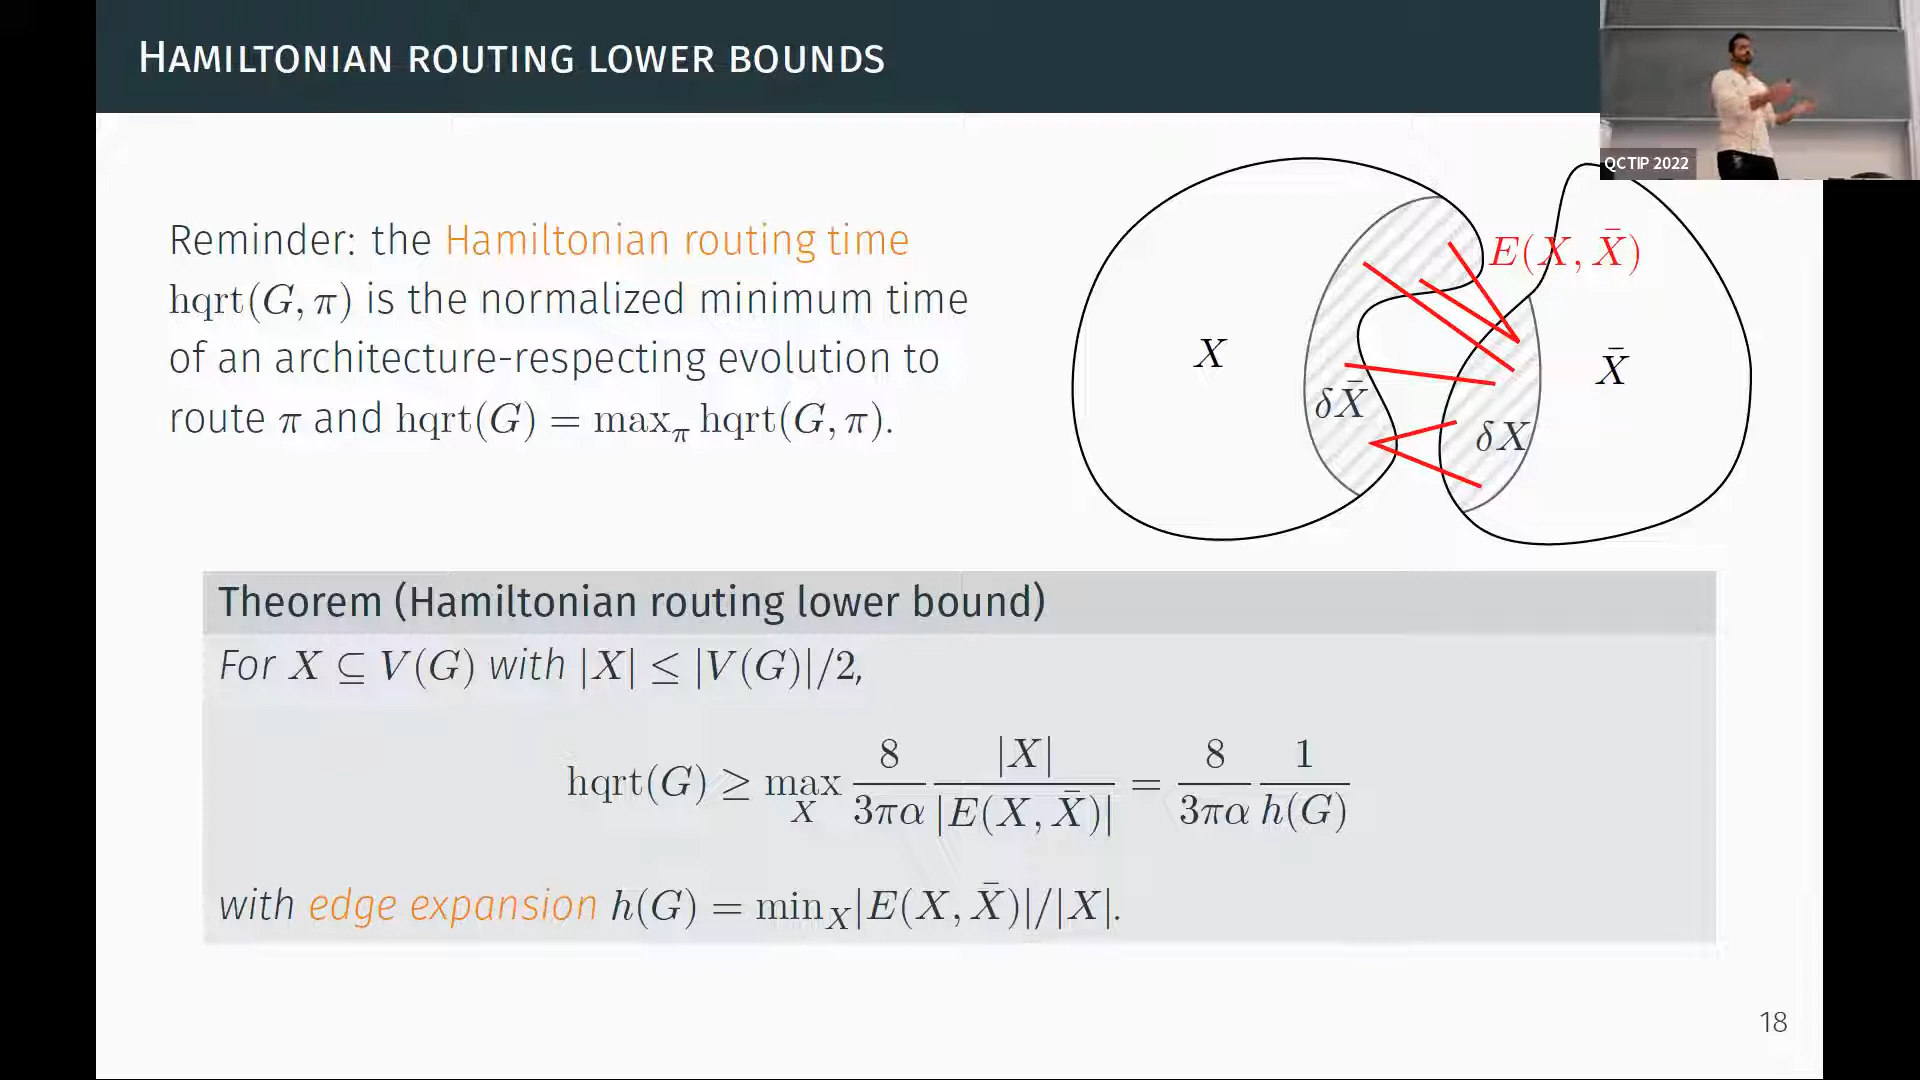 HAMILTONIAN ROUTING LOWER BOUNDS
QCTIP 2022
Reminder: the Hamiltonian routing time
hqrt(G, π) is the normalized minimum time
of an architecture-respecting evolution to
route π and hqrt(G) = max_π hqrt(G, π).
E(X, X̄)
X
X̄
δX̄
δX
Theorem (Hamiltonian routing lower bound)
For X ⊆ V(G) with |X| ≤ |V(G)|/2,
hqrt(G) ≥ max_X 8/(3πα) |X|/|E(X, X̄)| = 8/(3πα) 1/h(G)
with edge expansion h(G) = min_X|E(X, X̄)|/|X|.
18